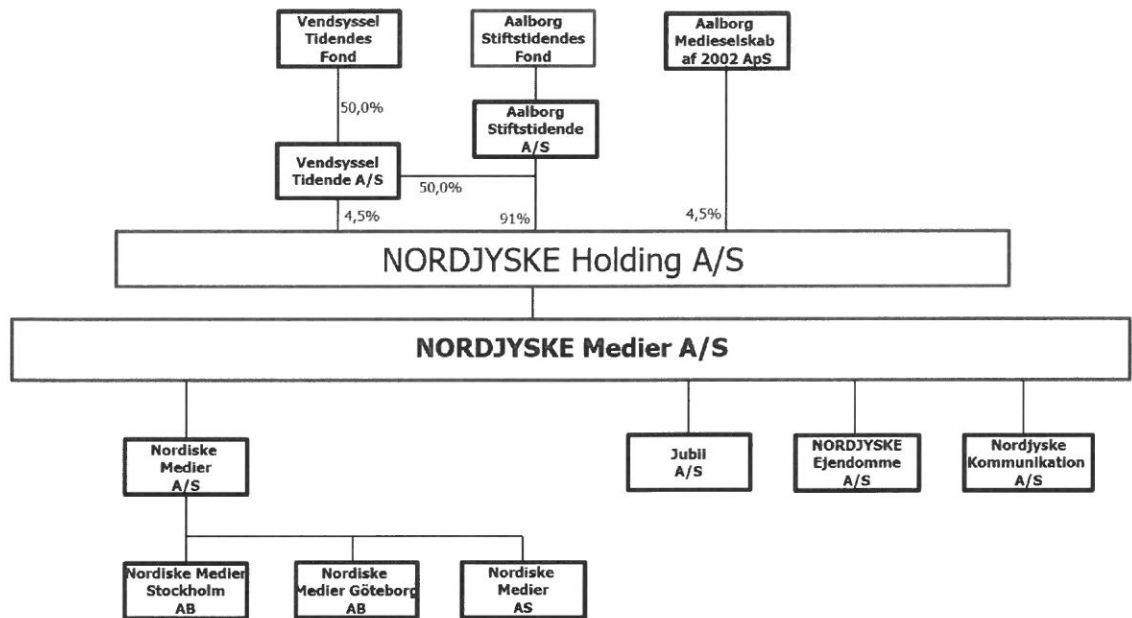 Vendsyssel
Tidendes
Fond
Aalborg
Stiftstidendes
Fond
Aalborg
Medieselskab
af 2002 ApS
50,0%
Aalborg
Stiftstidende
A/S
Vendsyssel
Tidende A/S
50,0%
4,5%
91%
4,5%
NORDJYSKE Holding A/S
NORDJYSKE Medier A/S
Nordiske
Medier
A/S
Jubii
A/S
NORDJYSKE
Ejendomme
A/S
Nordjyske
Kommunikation
A/S
Nordiske Medier
Stockholm
AB
Nordiske
Medier Göteborg
AB
Nordiske
Medier
AS